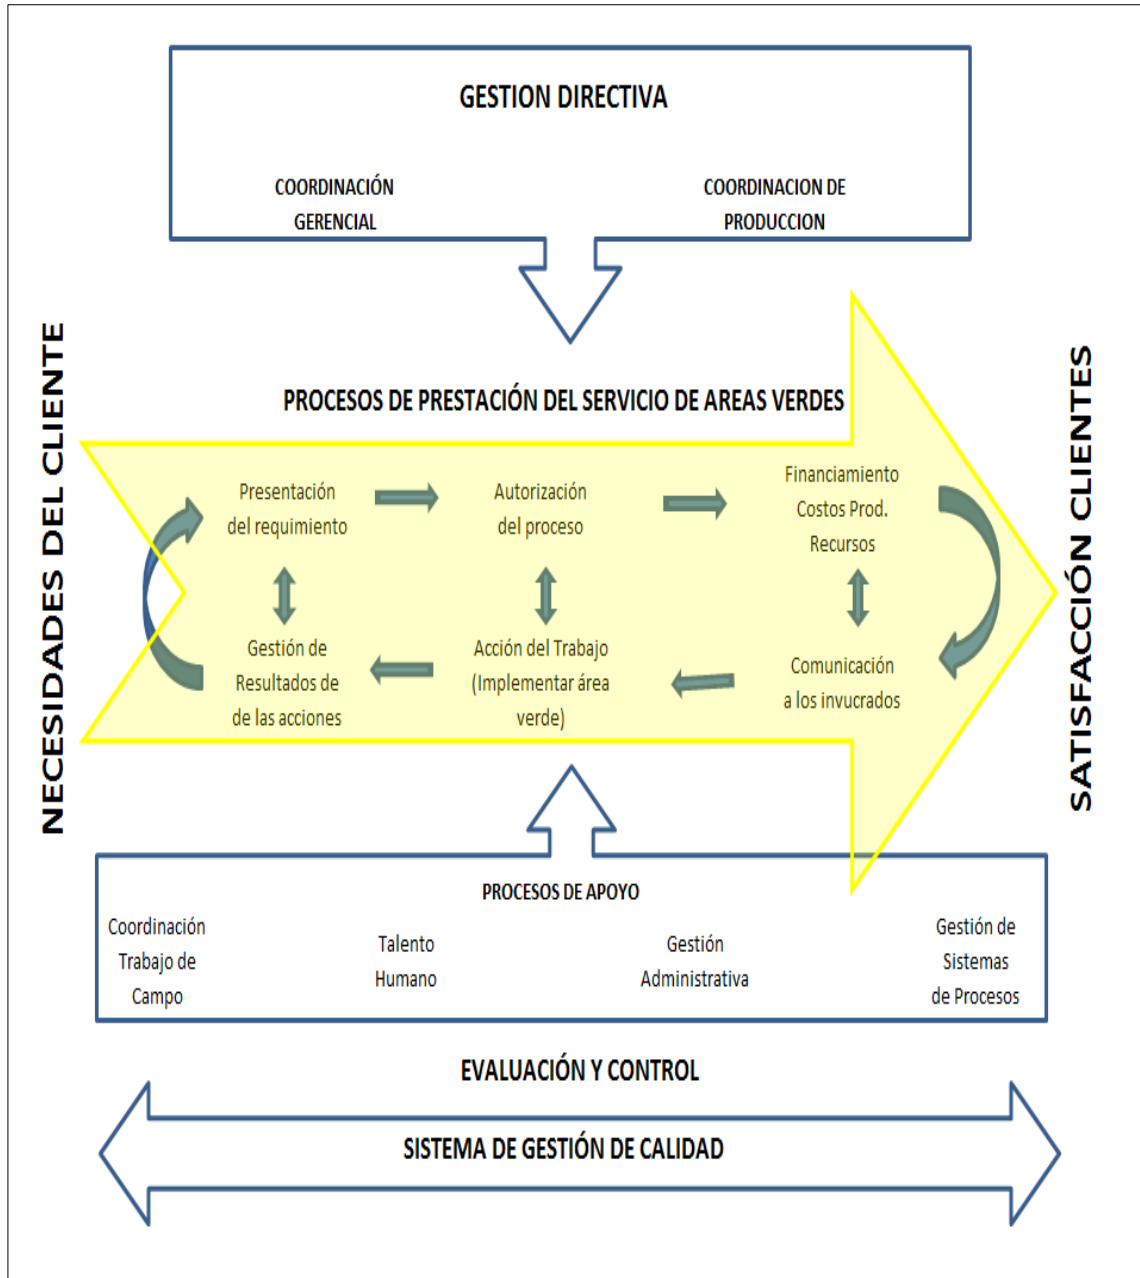 GESTION DIRECTIVA
COORDINACIÓN
GERENCIAL
COORDINACION DE
PRODUCCION
NECESIDADES DEL CLIENTE
PROCESOS DE PRESTACIÓN DEL SERVICIO DE AREAS VERDES
Presentación
del requimiento
Autorización
del proceso
Financiamiento
Costos Prod.
Recursos
Gestión de
Resultados de
de las acciones
Acción del Trabajo
(Implementar área
verde)
Comunicación
a los invucrados
SATISFACCIÓN CLIENTES
PROCESOS DE APOYO
Coordinación
Trabajo de
Campo
Talento
Humano
Gestión
Administrativa
Gestión de
Sistemas
de Procesos
EVALUACIÓN Y CONTROL
SISTEMA DE GESTIÓN DE CALIDAD